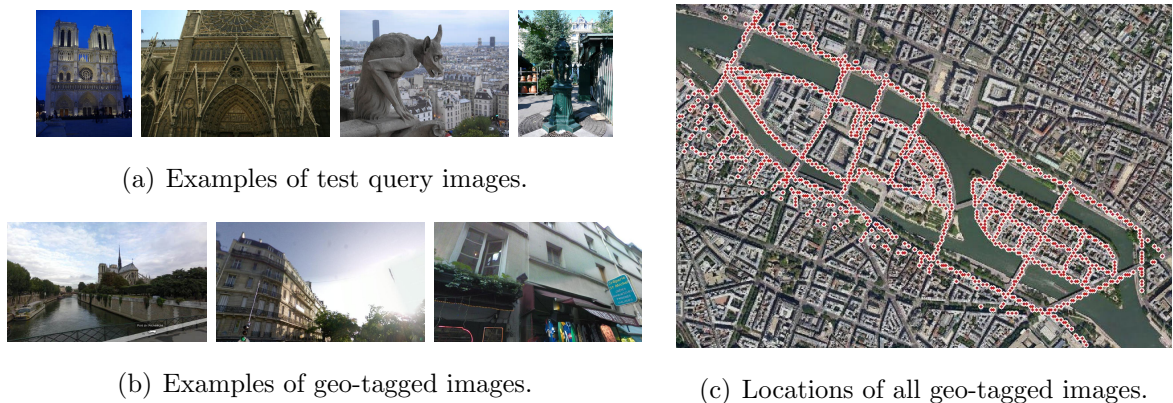 (a) Examples of test query images.
(b) Examples of geo-tagged images.
(c) Locations of all geo-tagged images.